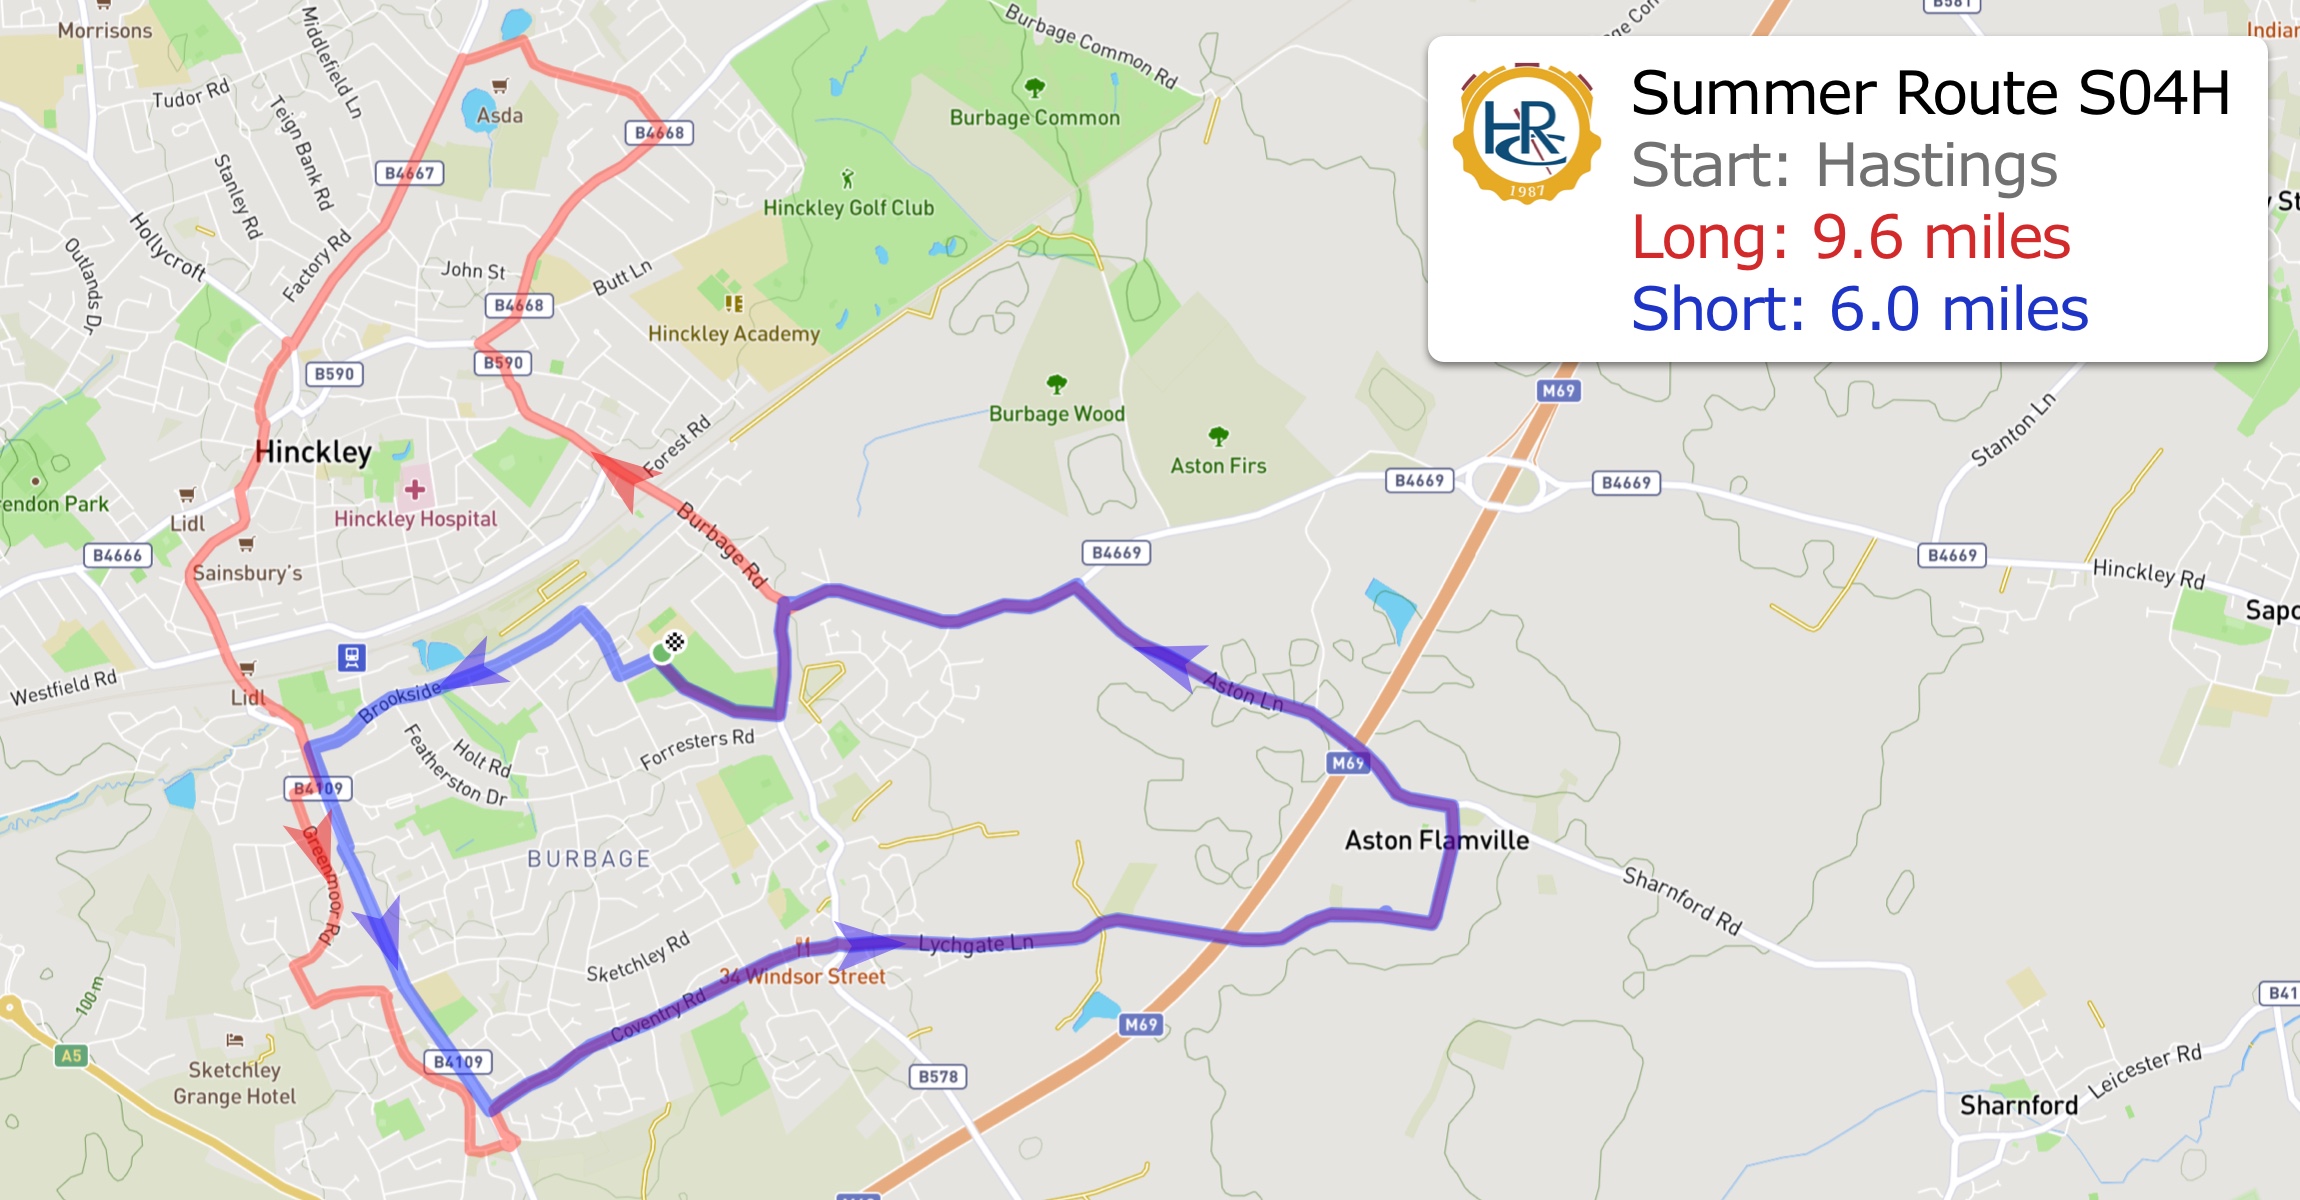 Summer Route S04H
Start: Hastings
Long: 9.6 miles
Short: 6.0 miles
1987
Morrisons
Middlefield Ln
Burbage Common Rd
B581
Tudor Rd
Teign Bank Rd
Asda
Burbage Common
B4668
B4667
Stanley Rd
Hinckley Golf Club
Hollycroft
Outlands Dr
Factory Rd
John St
Butt Ln
B4668
Hinckley Academy
B590
B590
M69
Burbage Wood
Stanton Ln
Hinckley
Forest Rd
Aston Firs
B4669
B4669
endon Park
Lidl
Hinckley Hospital
Burbage Rd
B4666
Sainsbury's
B4669
B4669
Hinckley Rd
Sapc
Westfield Rd
Lidl
Brookside
Aston Ln
Forresters Rd
Holt Rd
Featherston Dr
M69
B4109
Aston Flamville
Greenmoor Rd
BURBAGE
Sharnford Rd
Sketchley Rd
Lychgate Ln
34 Windsor Street
Coventry Rd
100 m
B41
M69
A5
B4109
Sketchley
Grange Hotel
B578
Leicester Rd
Sharnford